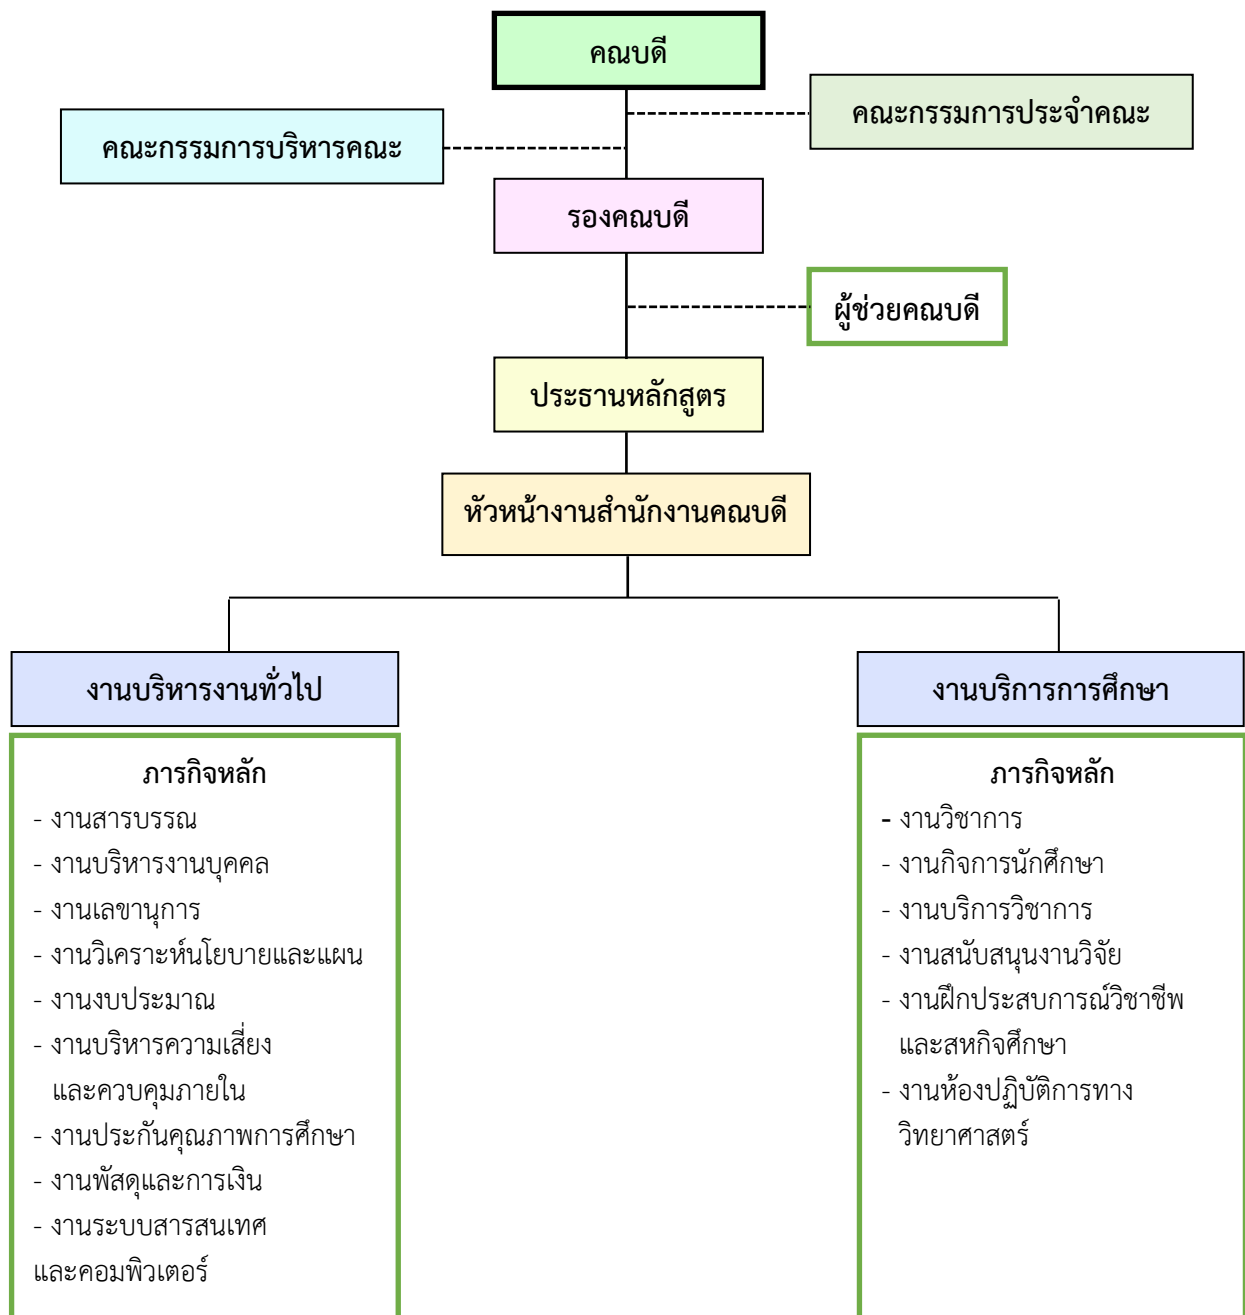 คณบดี
คณะกรรมการประจำคณะ
คณะกรรมการบริหารคณะ
รองคณบดี
ผู้ช่วยคณบดี
ประธานหลักสูตร
หัวหน้างานสำนักงานคณบดี
งานบริหารงานทั่วไป
ภารกิจหลัก
- งานสารบรรณ
- งานบริหารงานบุคคล
- งานเลขานุการ
- งานวิเคราะห์นโยบายและแผน
- งานงบประมาณ
- งานบริหารความเสี่ยง
และควบคุมภายใน
- งานประกันคุณภาพการศึกษา
- งานพัสดุและการเงิน
- งานระบบสารสนเทศ
และคอมพิวเตอร์
งานบริการการศึกษา
ภารกิจหลัก
- งานวิชาการ
- งานกิจการนักศึกษา
- งานบริการวิชาการ
- งานสนับสนุนงานวิจัย
- งานฝึกประสบการณ์วิชาชีพ
และสหกิจศึกษา
- งานห้องปฏิบัติการทาง
วิทยาศาสตร์